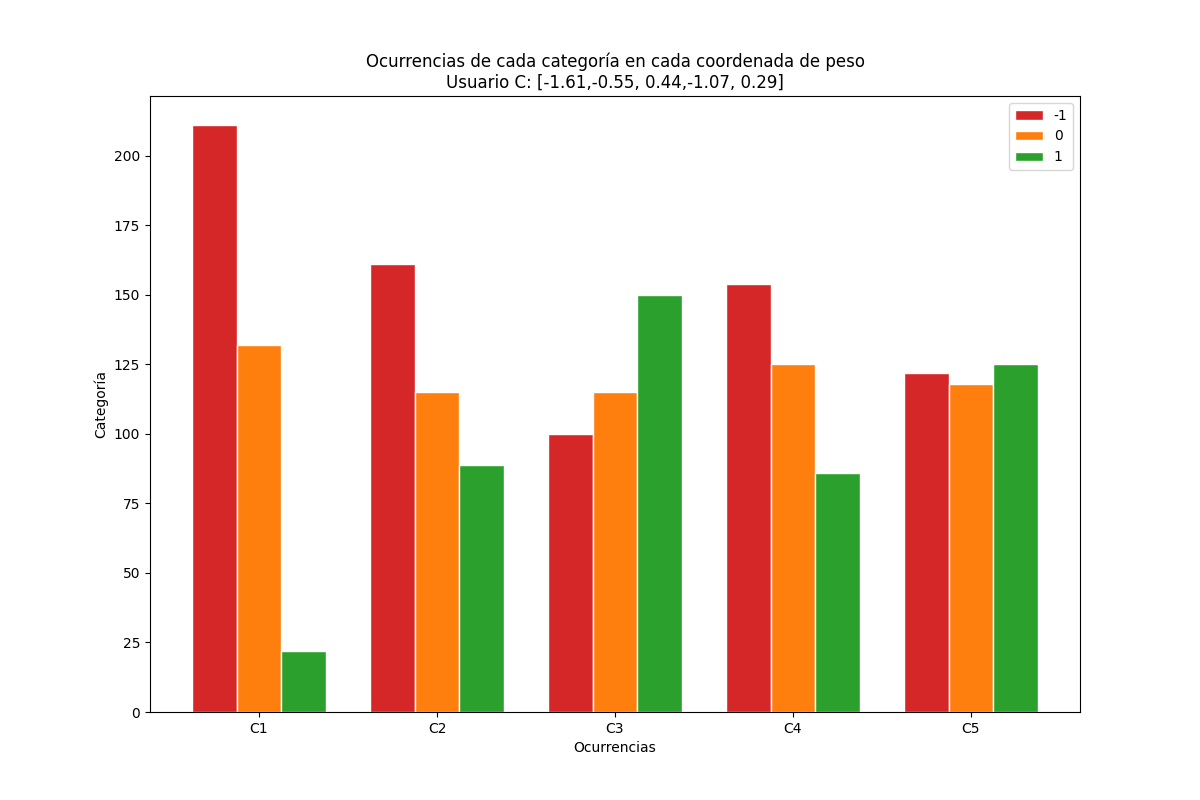 Ocurrencias de cada categoría en cada coordenada de peso
Usuario C: [-1.61,-0.55, 0.44,-1.07, 0.29]
-1
0
1
200
175
150
125
100
75
50
25
0
Categoría
C1 C2 C3 C4 C5
Ocurrencias